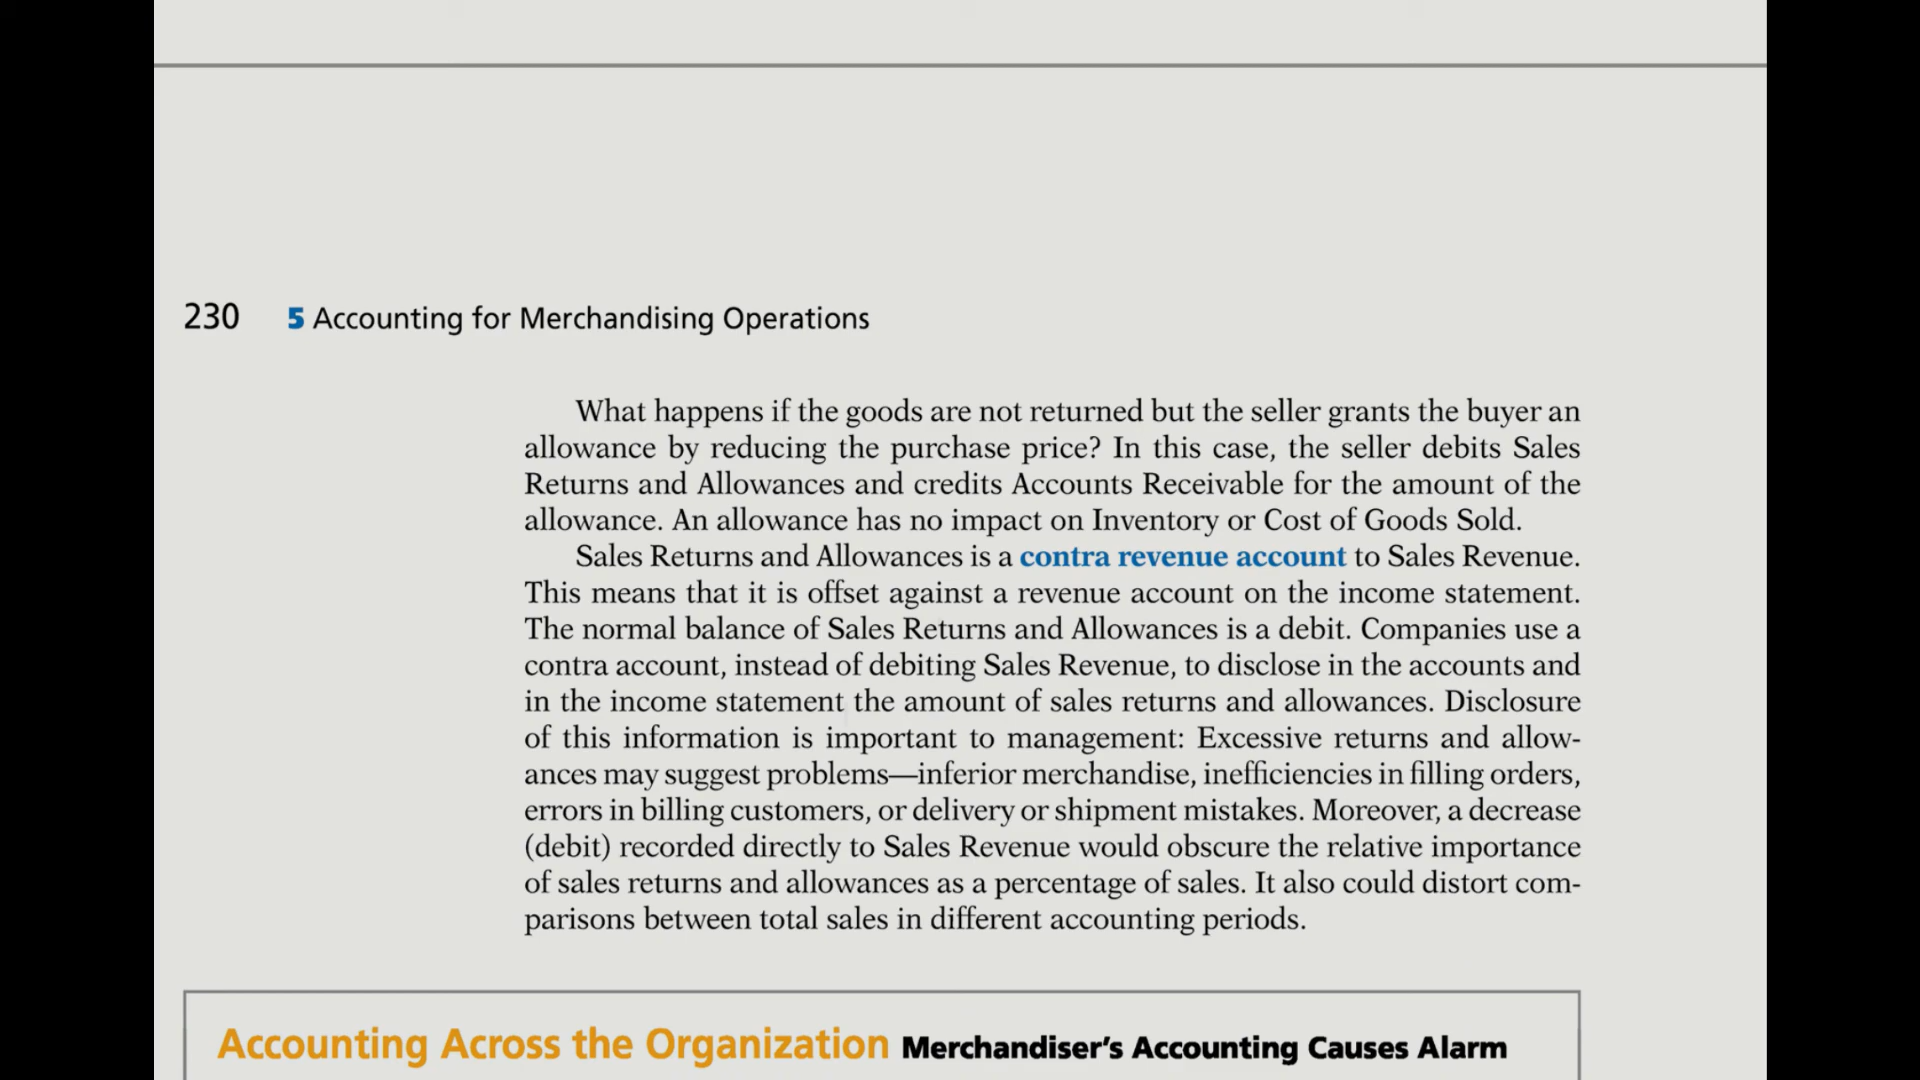 230 5 Accounting for Merchandising Operations
What happens if the goods are not returned but the seller grants the buyer an
allowance by reducing the purchase price? In this case, the seller debits Sales
Returns and Allowances and credits Accounts Receivable for the amount of the
allowance. An allowance has no impact on Inventory or Cost of Goods Sold.
Sales Returns and Allowances is a contra revenue account to Sales Revenue.
This means that it is offset against a revenue account on the income statement.
The normal balance of Sales Returns and Allowances is a debit. Companies use a
contra account, instead of debiting Sales Revenue, to disclose in the accounts and
in the income statement the amount of sales returns and allowances. Disclosure
of this information is important to management: Excessive returns and allow-
ances may suggest problems—inferior merchandise, inefficiencies in filling orders,
errors in billing customers, or delivery or shipment mistakes. Moreover, a decrease
(debit) recorded directly to Sales Revenue would obscure the relative importance
of sales returns and allowances as a percentage of sales. It also could distort com-
parisons between total sales in different accounting periods.
Accounting Across the Organization Merchandiser's Accounting Causes Alarm